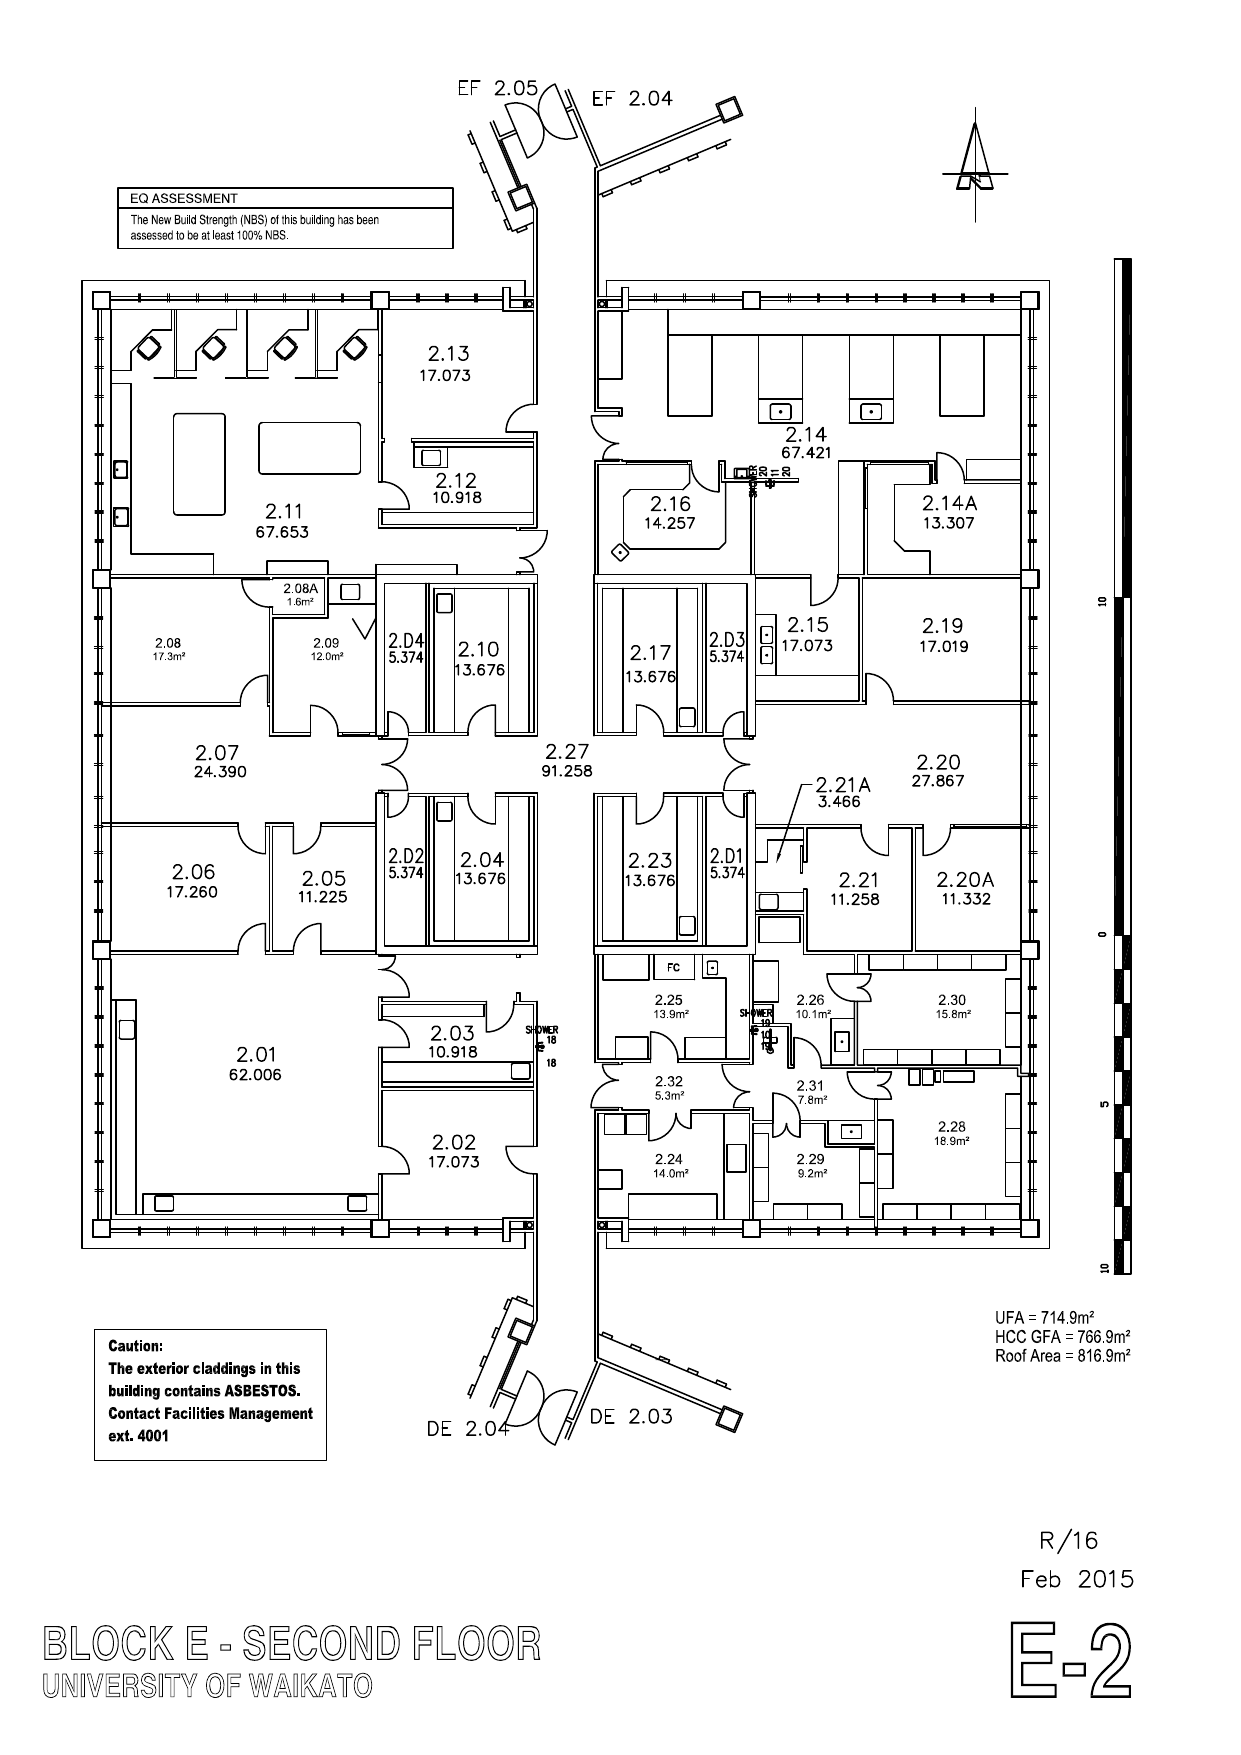 EF 2.05
EF 2.04
N
EQ ASSESSMENT
The New Build Strength (NBS) of this building has been
assessed to be at least 100% NBS.
2.13
17.073
2.14
67.421
2.12
10.918
SHOWER
20
11
20
2.11
67.653
2.16
14.257
2.14A
13.307
2.08A
1.6m²
2.08
17.3m²
2.09
12.0m²
2.D4
5.374
2.10
13.676
2.17
13.676
2.D3
5.374
2.15
17.073
2.19
17.019
10
2.07
24.390
2.27
91.258
2.20
27.867
2.21A
3.466
2.06
17.260
2.05
11.225
2.D2
5.374
2.04
13.676
2.23
13.676
2.D1
5.374
2.21
11.258
2.20A
11.332
0
FC
2.25
13.9m²
2.26
10.1m²
2.30
15.8m²
SHOWER
19
10
19
2.01
62.006
2.03
10.918
SHOWER
18
18
2.32
5.3m²
2.31
7.8m²
5
2.02
17.073
2.24
14.0m²
2.29
9.2m²
2.28
18.9m²
10
UFA = 714.9m²
HCC GFA = 766.9m²
Roof Area = 816.9m²
Caution:
The exterior claddings in this
building contains ASBESTOS.
Contact Facilities Management
ext. 4001
DE 2.04
DE 2.03
R/16
Feb 2015
BLOCK E - SECOND FLOOR
UNIVERSITY OF WAIKATO
E-2